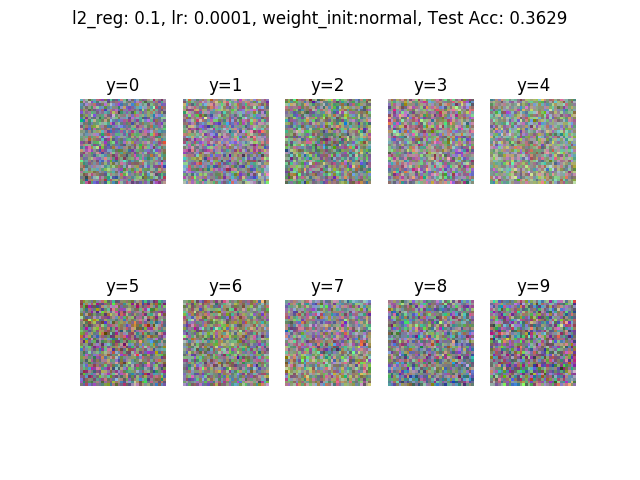 l2_reg: 0.1, lr: 0.0001, weight_init:normal, Test Acc: 0.3629
y=0 y=1 y=2 y=3 y=4
y=5 y=6 y=7 y=8 y=9